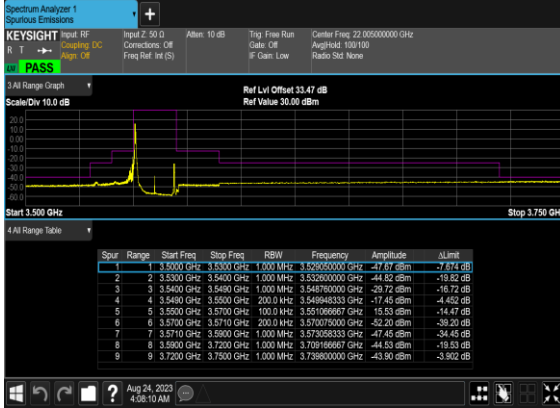 Spectrum Analyzer 1
Spurious Emissions
+
KEYSIGHT Input: RF Input Z: 50 Ω Atten: 10 dB Trig: Free Run Center Freq: 22.005000000 GHz
R T Coupling: DC Corrections: Off Gate: Off Avg|Hold: 100/100
Align: Off Freq Ref: Int (S) IF Gain: Low Radio Std: None
PASS
3 All Range Graph Ref Lvl Offset 33.47 dB
Scale/Div 10.0 dB Ref Value 30.00 dBm
20.0
10.0
0.00
-10.0
-20.0
-30.0
-40.0
-50.0
-60.0
Start 3.500 GHz Stop 3.750 GH
4 All Range Table
Spur Range Start Freq Stop Freq RBW Frequency Amplitude ΔLimit
1 1 3.5000 GHz 3.5300 GHz 1.000 MHz 3.529050000 GHz -47.67 dBm -7.674 dB
2 2 3.5300 GHz 3.5400 GHz 1.000 MHz 3.532600000 GHz -44.82 dBm -19.82 dB
3 3 3.5400 GHz 3.5490 GHz 1.000 MHz 3.548760000 GHz -29.72 dBm -16.72 dB
4 4 3.5490 GHz 3.5500 GHz 200.0 kHz 3.549948333 GHz -17.45 dBm -4.452 dB
5 5 3.5500 GHz 3.5700 GHz 100.0 kHz 3.551066667 GHz 15.53 dBm -14.47 dB
6 6 3.5700 GHz 3.5710 GHz 200.0 kHz 3.570075000 GHz -52.20 dBm -39.20 dB
7 7 3.5710 GHz 3.5900 GHz 1.000 MHz 3.573058333 GHz -47.45 dBm -34.45 dB
8 8 3.5900 GHz 3.7200 GHz 1.000 MHz 3.709166667 GHz -44.53 dBm -19.53 dB
9 9 3.7200 GHz 3.7500 GHz 1.000 MHz 3.739800000 GHz -43.90 dBm -3.902 dB
? Aug 24, 2023
4:08:10 AM